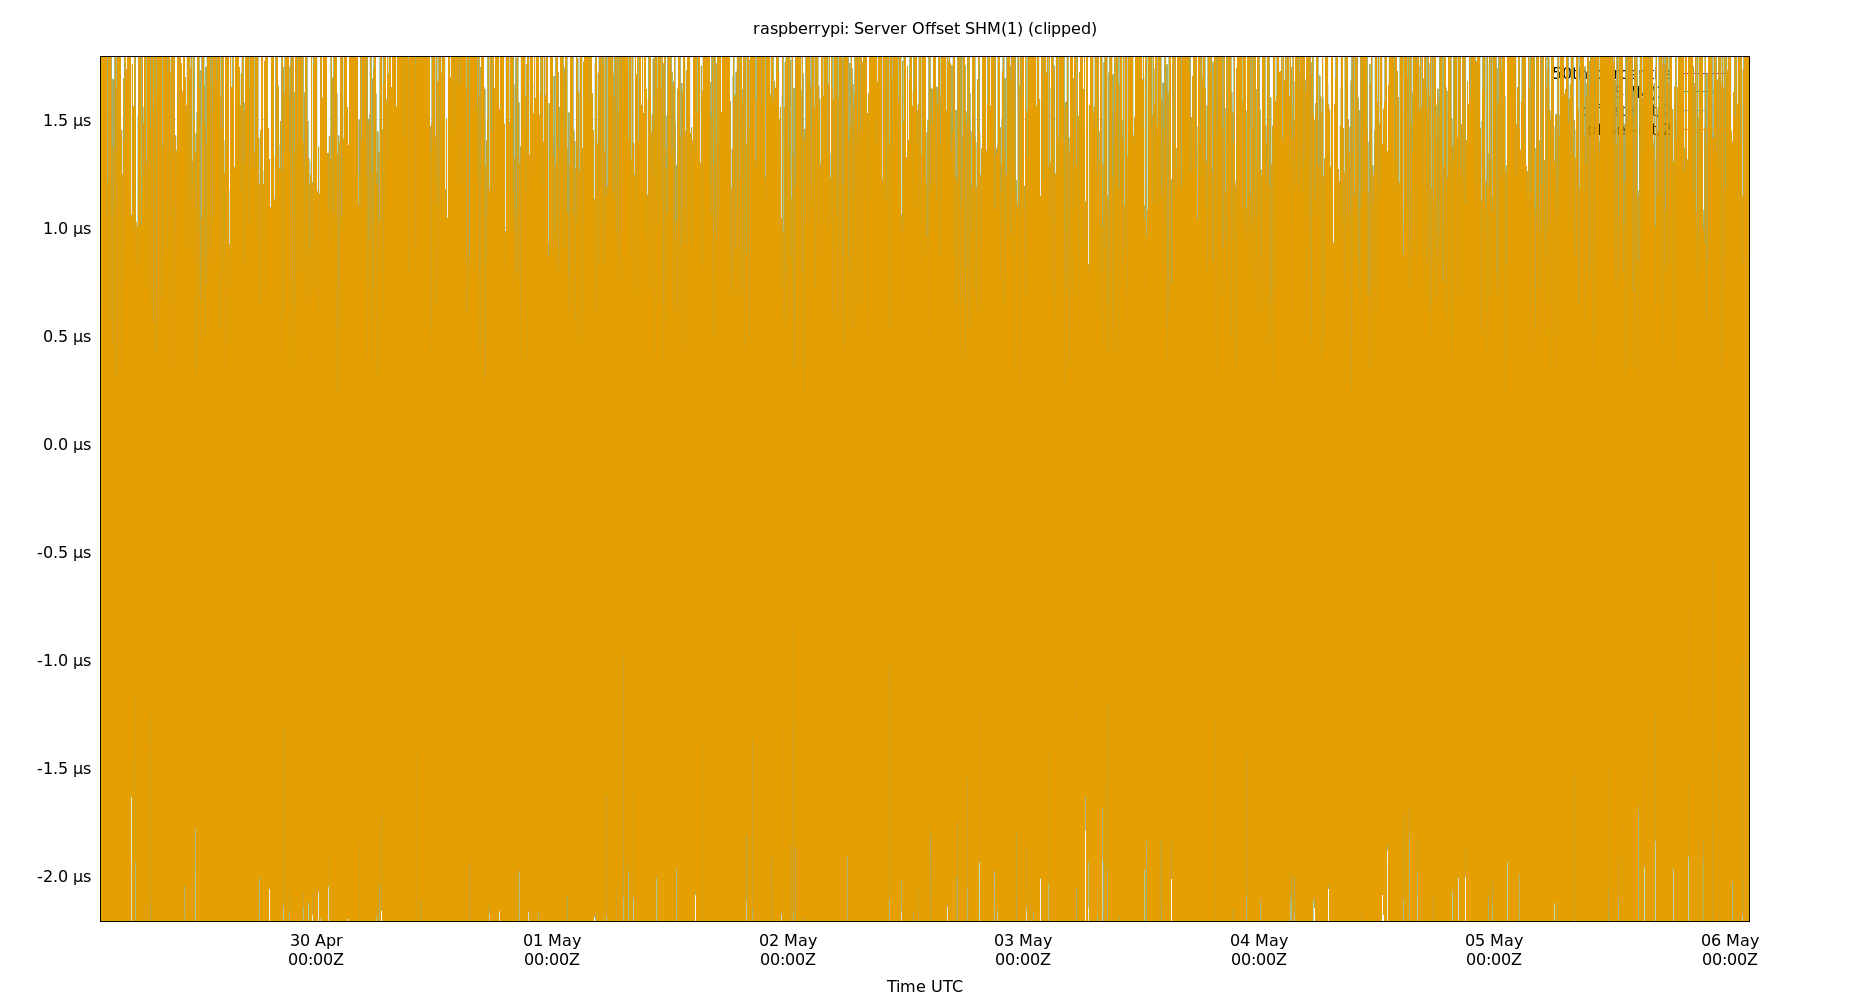 raspberrypi: Server Offset SHM(1) (clipped)
1.5 µs
1.0 µs
0.5 µs
0.0 µs
-0.5 µs
-1.0 µs
-1.5 µs
-2.0 µs
30 Apr 01 May 02 May 03 May 04 May 05 May 06 May
00:00Z 00:00Z 00:00Z 00:00Z 00:00Z 00:00Z 00:00Z
Time UTC